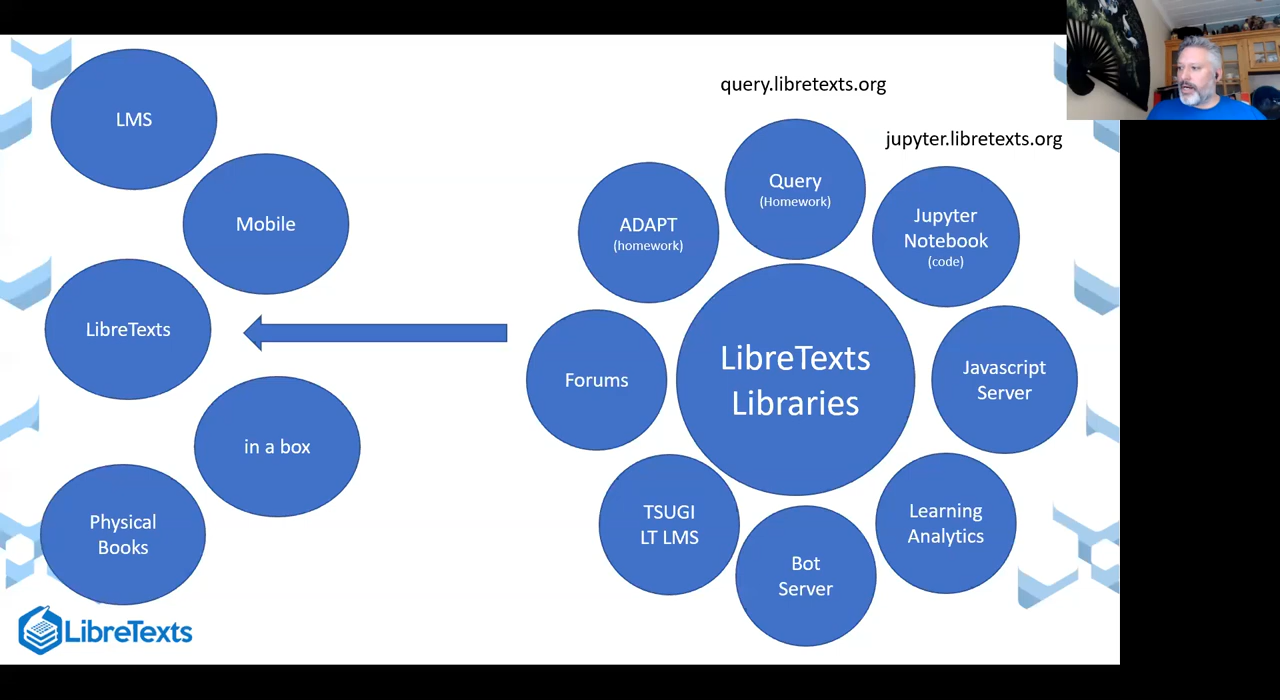 LMS
Mobile
LibreTexts
in a box
Physical
Books
LibreTexts
query.libretexts.org
jupyter.libretexts.org
Query
(Homework)
ADAPT
(homework)
Jupyter
Notebook
(code)
Forums
LibreTexts
Libraries
Javascript
Server
TSUGI
LT LMS
Bot
Server
Learning
Analytics